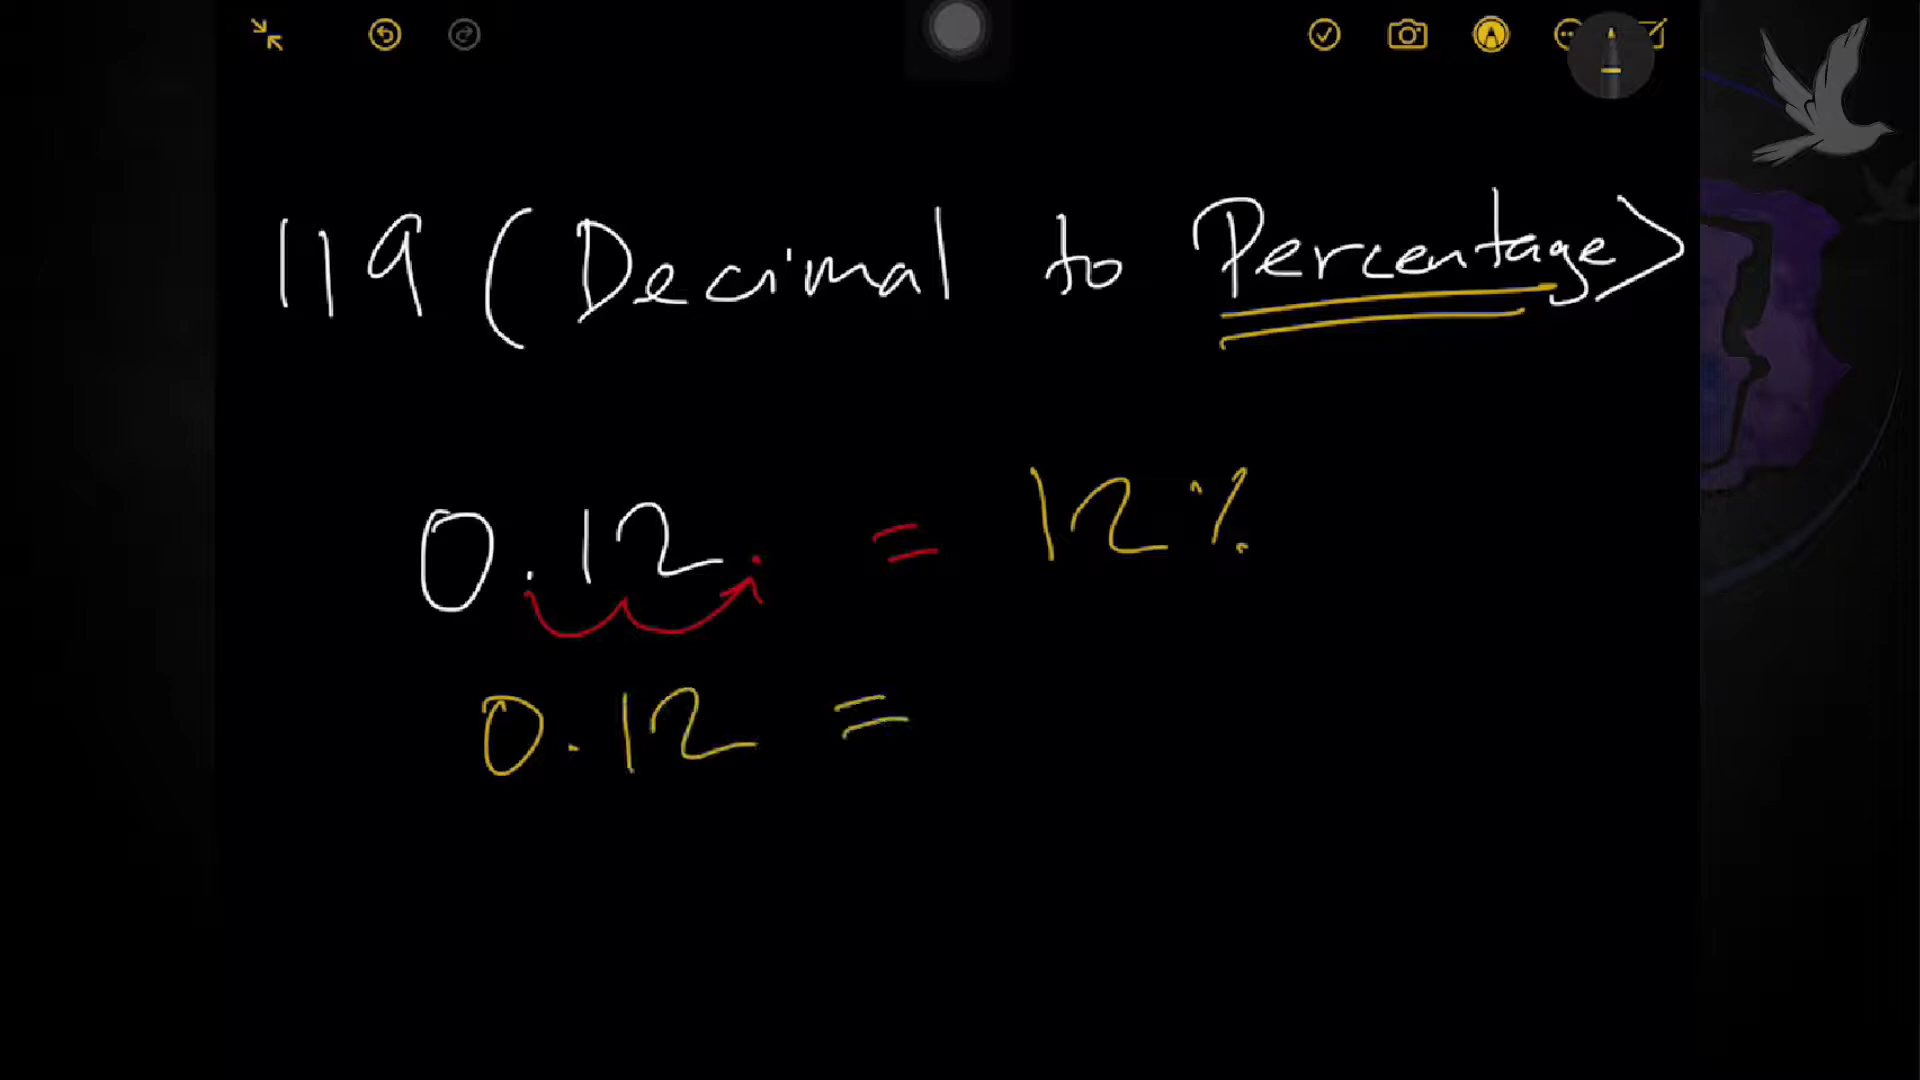 119 (Decimal to Percentage)
0.12. = 12%
0.12 =